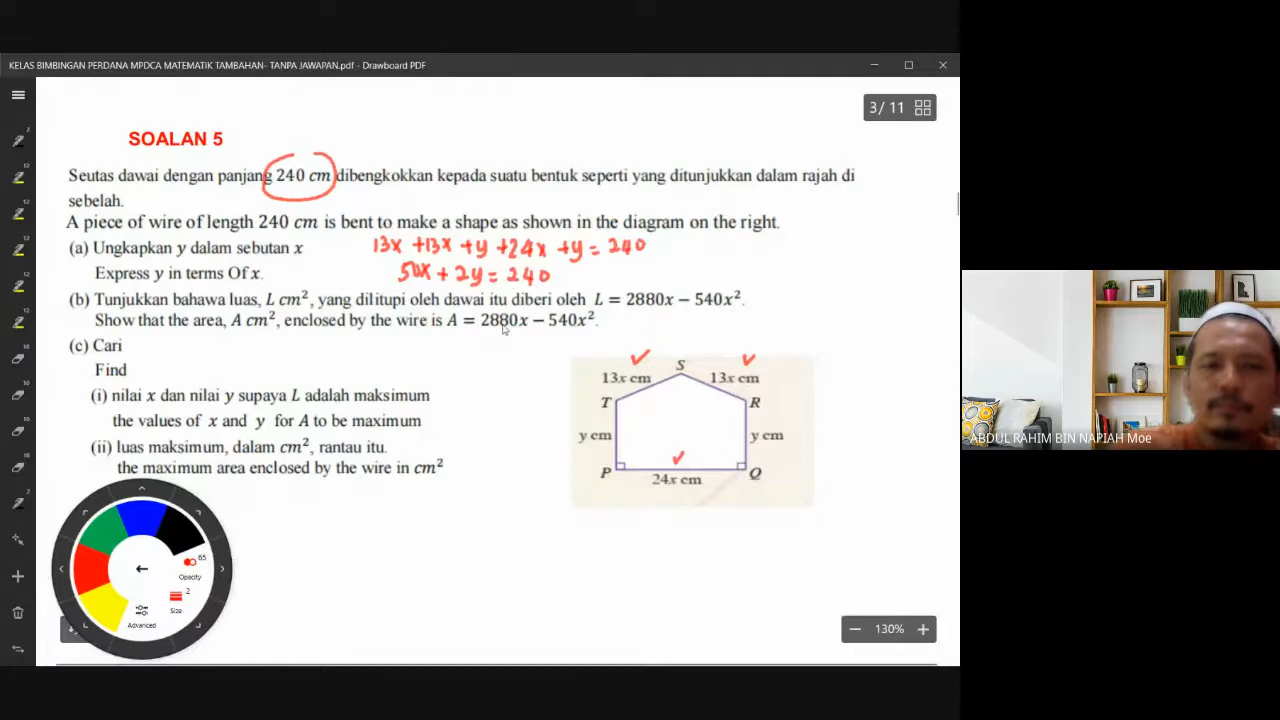 KELAS BIMBINGAN PERDANA MPDCA MATEMATIK TAMBAHAN- TANPA JAWAPAN.pdf - Drawboard PDF
3 / 11
SOALAN 5
Seutas dawai dengan panjang 240 cm dibengkokkan kepada suatu bentuk seperti yang ditunjukkan dalam rajah di
sebelah.
A piece of wire of length 240 cm is bent to make a shape as shown in the diagram on the right.
(a) Ungkapkan y dalam sebutan x
13x + 13x + y + 24x + y = 240
Express y in terms Of x.
50x + 2y = 240
(b) Tunjukkan bahawa luas, L cm², yang dilitupi oleh dawai itu diberi oleh L = 2880x − 540x².
Show that the area, A cm², enclosed by the wire is A = 2880x − 540x².
(c) Cari
Find
(i) nilai x dan nilai y supaya L adalah maksimum
the values of x and y for A to be maximum
(ii) luas maksimum, dalam cm², rantau itu.
the maximum area enclosed by the wire in cm²
S
13x cm
13x cm
T
R
y cm
y cm
P
Q
24x cm
65
Opacity
2
Size
Advanced
130%
ABDUL RAHIM BIN NAPIAH Moe